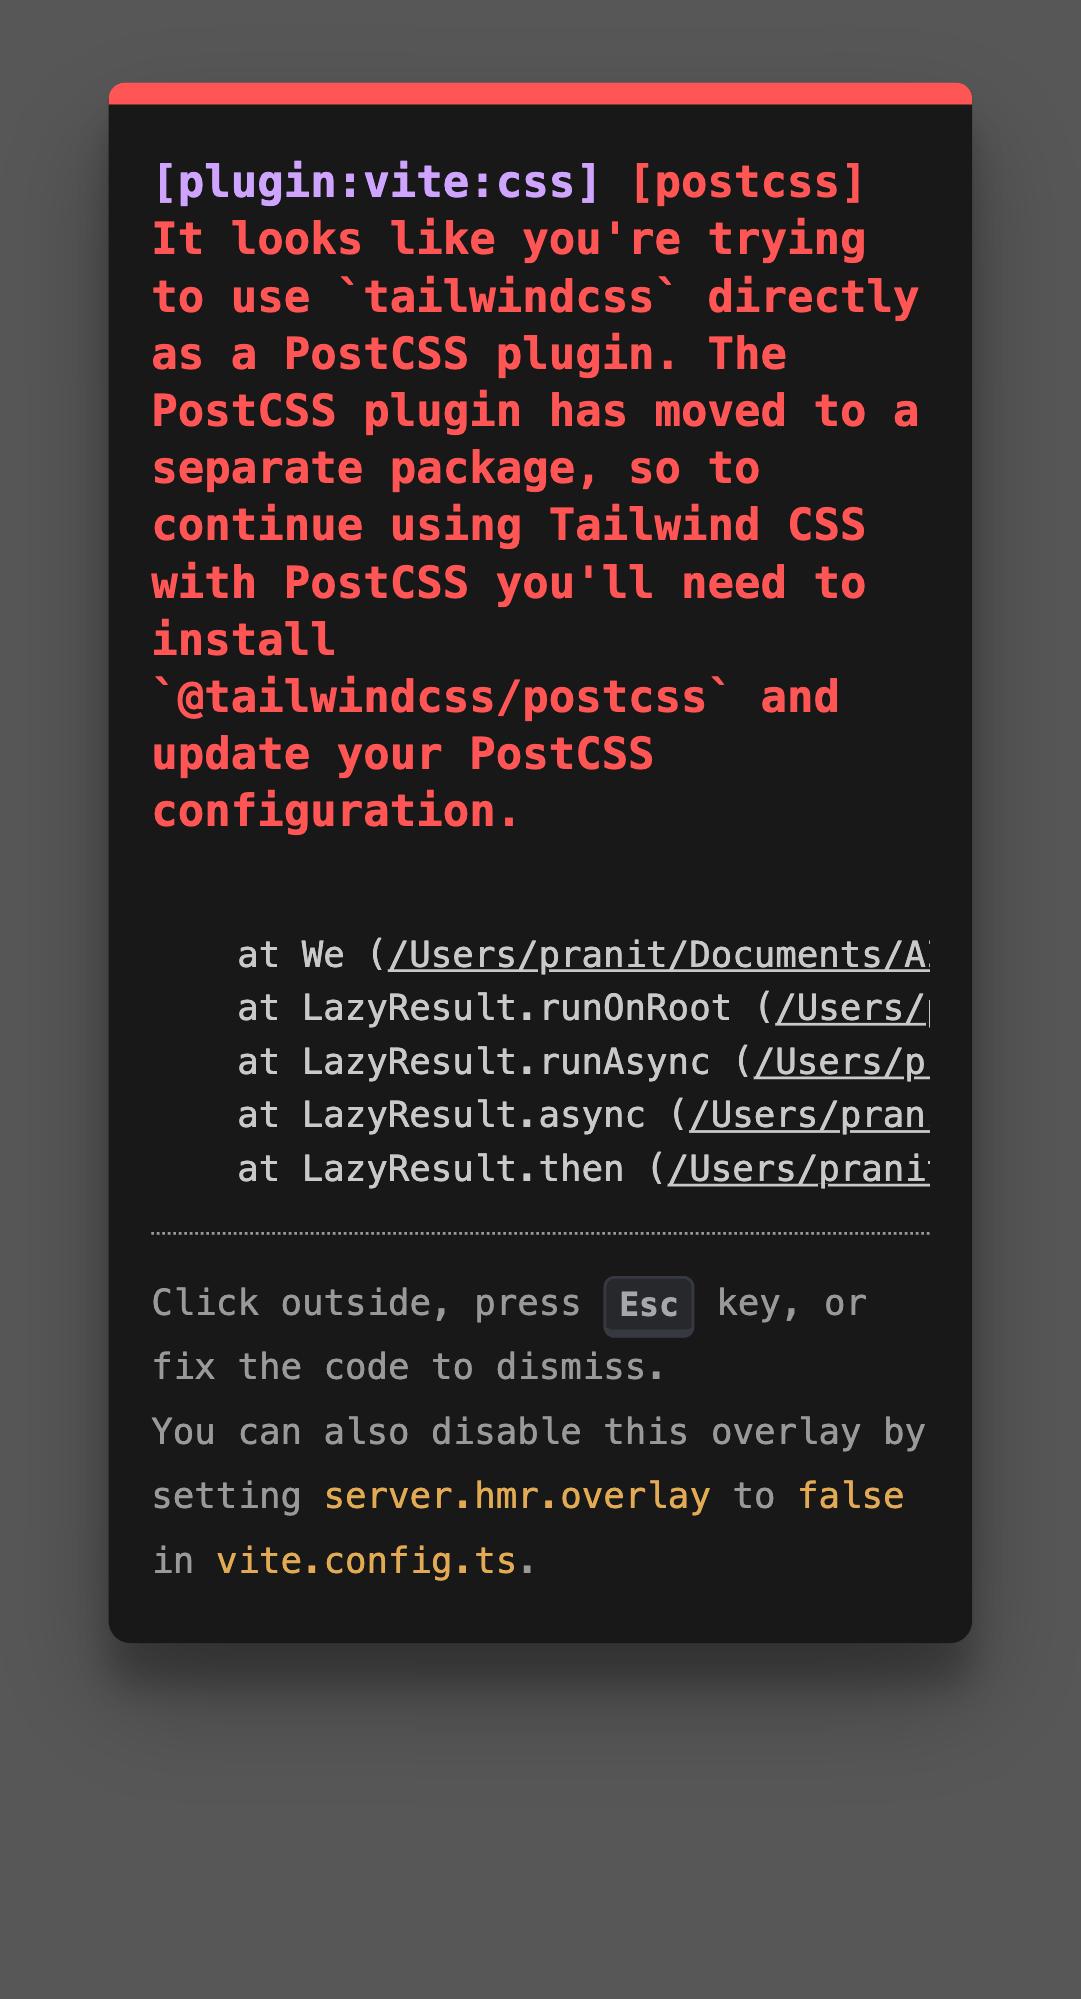 [plugin:vite:css] [postcss]
It looks like you're trying
to use `tailwindcss` directly
as a PostCSS plugin. The
PostCSS plugin has moved to a
separate package, so to
continue using Tailwind CSS
with PostCSS you'll need to
install
`@tailwindcss/postcss` and
update your PostCSS
configuration.
at We (/Users/pranit/Documents/A
at LazyResult.runOnRoot (/Users/
at LazyResult.runAsync (/Users/p
at LazyResult.async (/Users/pran
at LazyResult.then (/Users/prani
Click outside, press Esc key, or
fix the code to dismiss.
You can also disable this overlay by
setting server.hmr.overlay to false
in vite.config.ts.